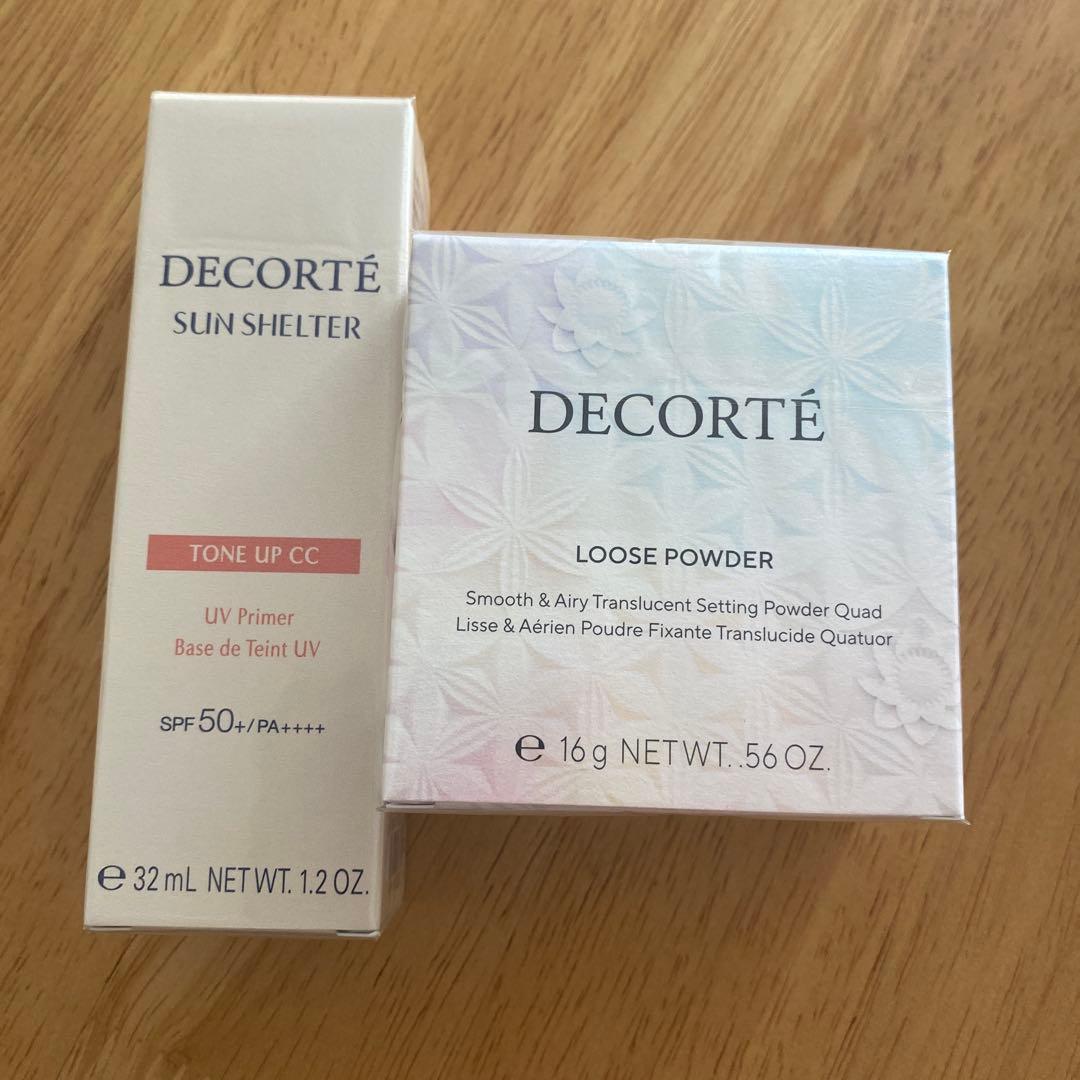 DECORTÉ
SUN SHELTER
TONE UP CC
UV Primer
Base de Teint UV
SPF 50+/PA++++
℮ 32 mL NET WT. 1.2 OZ.
DECORTÉ
LOOSE POWDER
Smooth & Airy Translucent Setting Powder Quad
Lisse & Aérien Poudre Fixante Translucide Quatuor
℮ 16 g NET WT. .56 OZ.